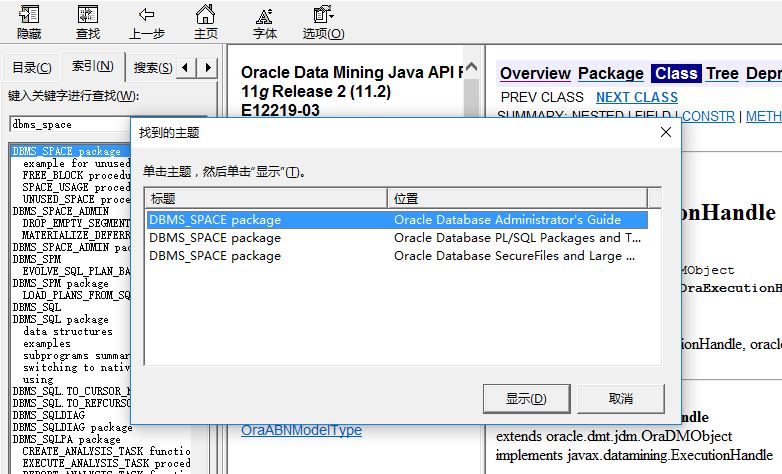 隐藏 查找 上一步 主页 字体 选项(O)
目录(C) 索引(N) 搜索(S)
键入关键字进行查找(W):
dbms_space
DBMS_SPACE package
example for unused
FREE_BLOCK procedu
SPACE_USAGE proced
UNUSED_SPACE proced
DBMS_SPACE_ADMIN
DROP_EMPTY_SEGMENT
MATERIALIZE_DEFERR
DBMS_SPACE_ADMIN pac
DBMS_SPM
EVOLVE_SQL_PLAN_BA
DBMS_SPM package
LOAD_PLANS_FROM_SQ
DBMS_SQL
DBMS_SQL package
data structures
examples
subprograms summar
switching to nativ
using
DBMS_SQL.TO_CURSOR_N
DBMS_SQL.TO_REFCURSO
DBMS_SQLDIAG
DBMS_SQLDIAG package
DBMS_SQLPA package
CREATE_ANALYSIS_TASK functio
EXECUTE_ANALYSIS_TASK proced
REPORT_ANALYSIS_TASK functio
Oracle Data Mining Java API R
11g Release 2 (11.2)
E12219-03
OraABNModelType
Overview Package Class Tree Depr
PREV CLASS NEXT CLASS
SUMMARY: NESTED | FIELD | CONSTR | METH
onHandle
DMObject
OraExecutionH
onHandle, oracl
ndle
extends oracle.dmt.jdm.OraDMObject
implements javax.datamining.ExecutionHandle
找到的主题
单击主题，然后单击“显示”(T)。
标题 位置
DBMS_SPACE package Oracle Database Administrator's Guide
DBMS_SPACE package Oracle Database PL/SQL Packages and T...
DBMS_SPACE package Oracle Database SecureFiles and Large ...
显示(D) 取消